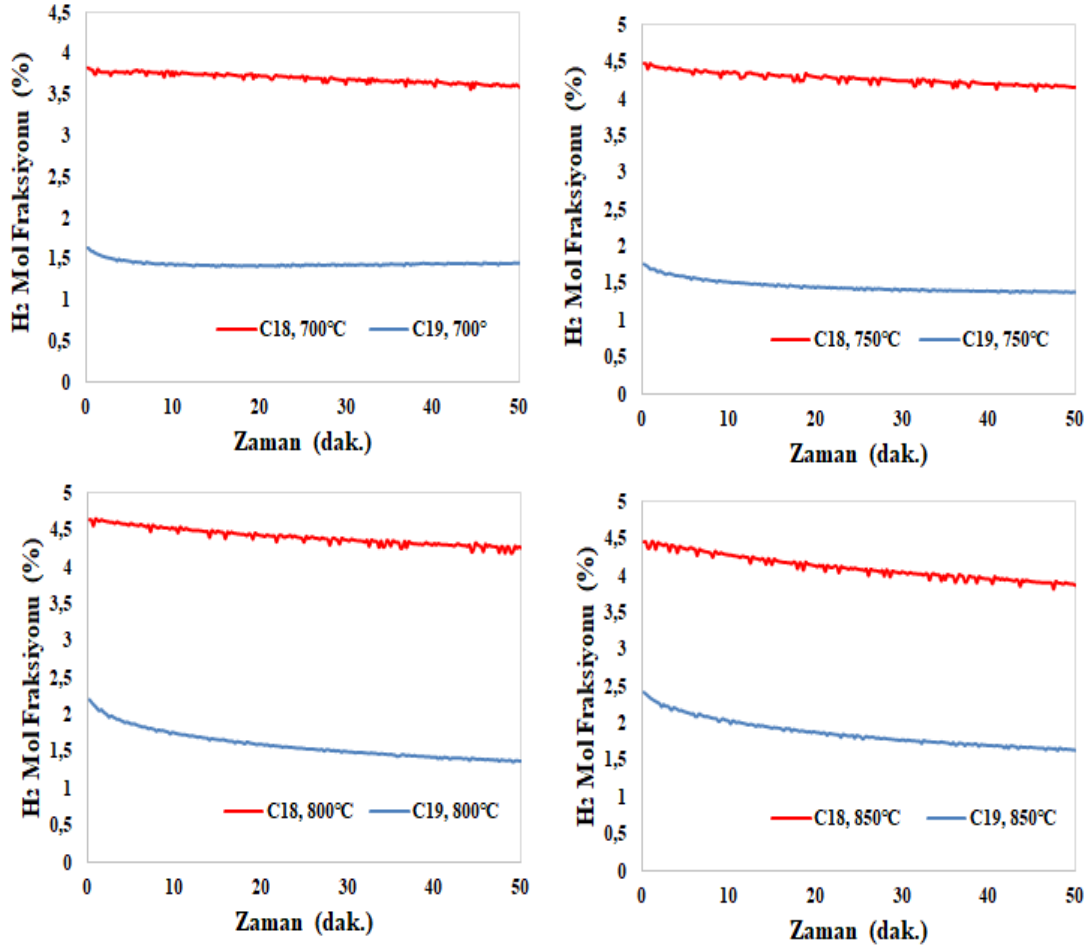 H₂ Mol Fraksiyonu (%)
4,5
4
3,5
3
2,5
2
1,5
1
0,5
0
C18, 700°C
C19, 700°
0 10 20 30 40 50
Zaman (dak.)
H₂ Mol Fraksiyonu (%)
5
4,5
4
3,5
3
2,5
2
1,5
1
0,5
0
C18, 750°C
C19, 750°C
0 10 20 30 40 50
Zaman (dak.)
H₂ Mol Fraksiyonu (%)
5
4,5
4
3,5
3
2,5
2
1,5
1
0,5
0
C18, 800°C
C19, 800°C
0 10 20 30 40 50
Zaman (dak.)
H₂ Mol Fraksiyonu (%)
5
4,5
4
3,5
3
2,5
2
1,5
1
0,5
0
C18, 850°C
C19, 850°C
0 10 20 30 40 50
Zaman (dak.)